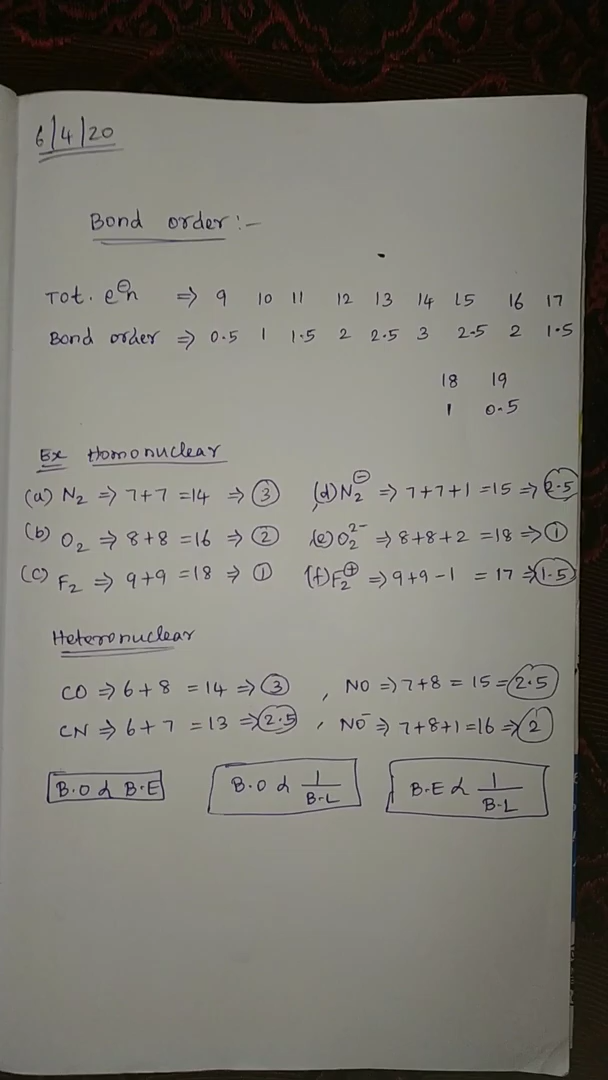 6/4/20
Bond order :-
Tot. e⊖n ⇒ 9 10 11 12 13 14 15 16 17
Bond order ⇒ 0.5 1 1.5 2 2.5 3 2.5 2 1.5
18 19
1 0.5
Ex Homonuclear
(a) N₂ ⇒ 7+7 = 14 ⇒ ③ (d) N₂⊖ ⇒ 7+7+1 = 15 ⇒ 2.5
(b) O₂ ⇒ 8+8 = 16 ⇒ ② (e) O₂²⁻ ⇒ 8+8+2 = 18 ⇒ ①
(c) F₂ ⇒ 9+9 = 18 ⇒ ① (f) F₂⊕ ⇒ 9+9-1 = 17 ⇒ 1.5
Heteronuclear
CO ⇒ 6+8 = 14 ⇒ ③ , NO ⇒ 7+8 = 15 = 2.5
CN ⇒ 6+7 = 13 ⇒ 2.5 , NO⁻ ⇒ 7+8+1 = 16 ⇒ ②
B.O α B.E B.O α 1/B.L B.E α 1/B.L